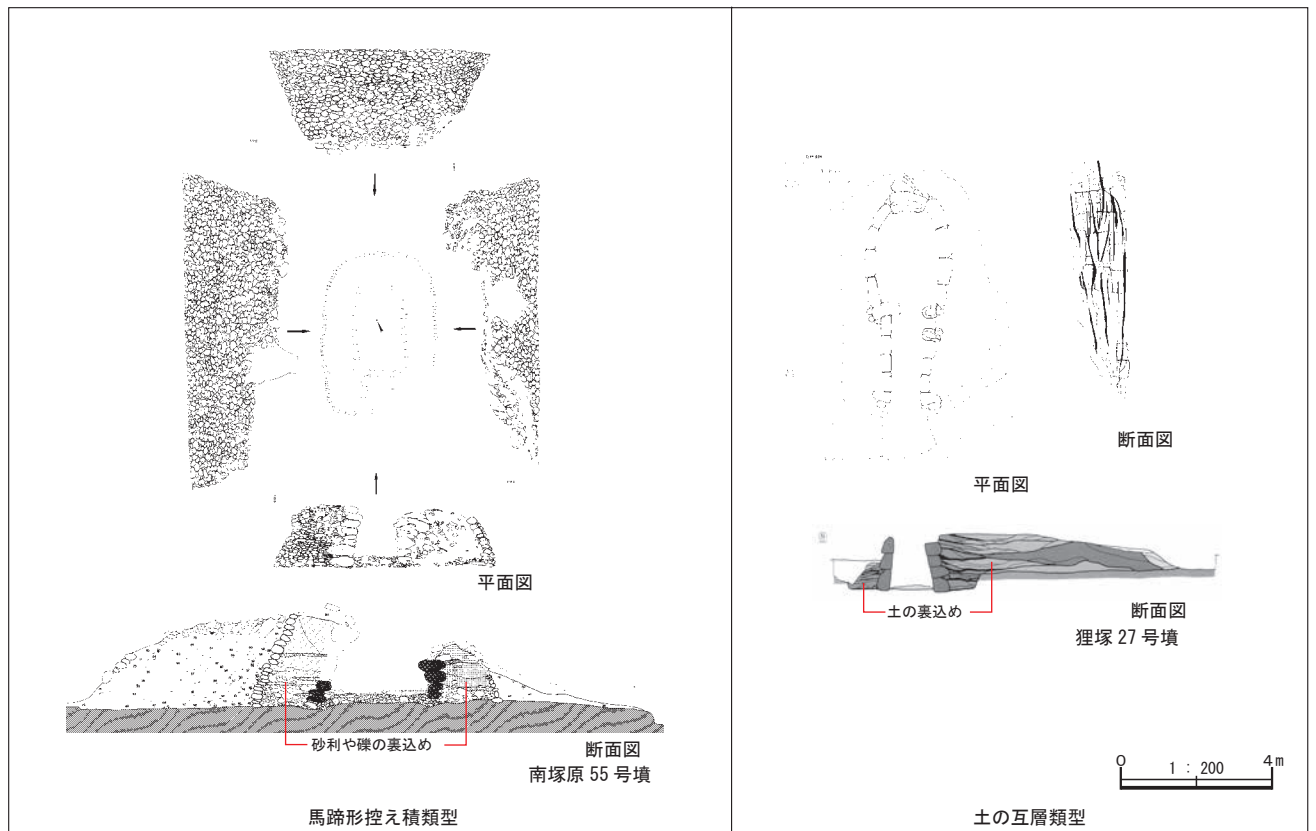 平面図
砂利や礫の裏込め
断面図
南塚原 55 号墳
馬蹄形控え積類型
断面図
平面図
土の裏込め
断面図
狸塚 27 号墳
0 1 : 200 4m
土の互層類型